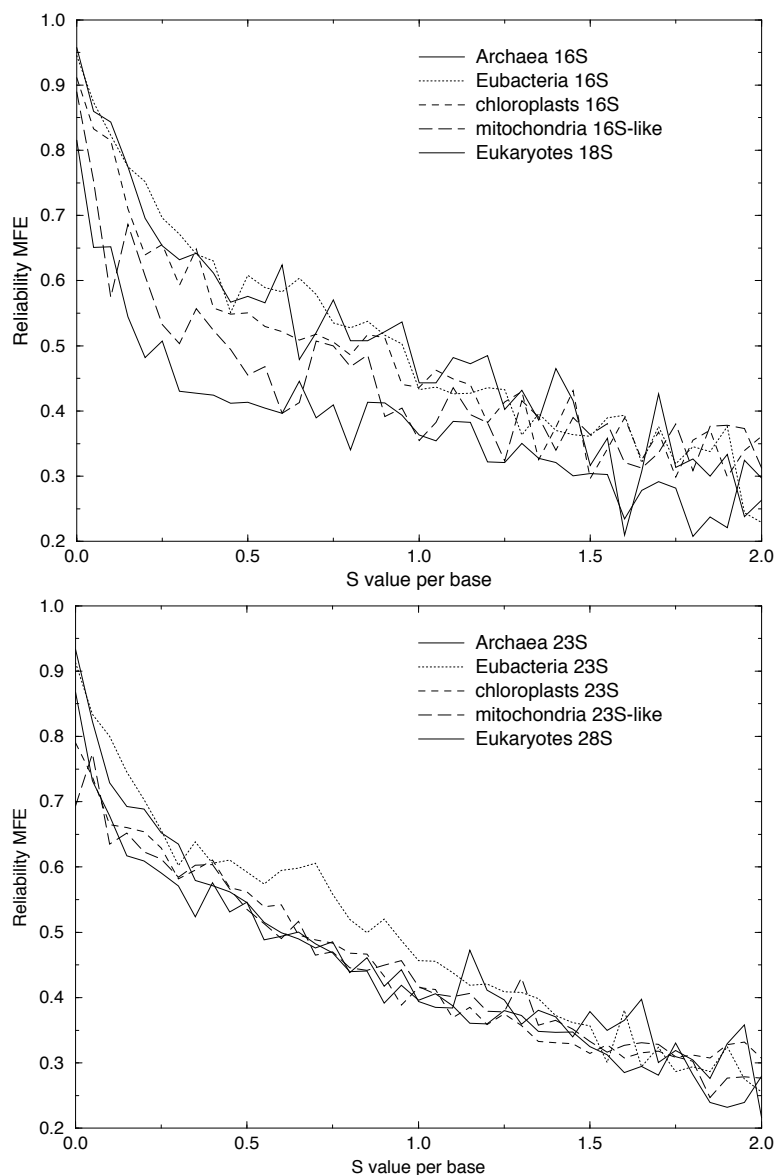 1.0
0.9
0.8
0.7
0.6
0.5
0.4
0.3
0.2
Reliability MFE
Archaea 16S
Eubacteria 16S
chloroplasts 16S
mitochondria 16S-like
Eukaryotes 18S
0.0 0.5 1.0 1.5 2.0
S value per base
1.0
0.9
0.8
0.7
0.6
0.5
0.4
0.3
0.2
Reliability MFE
Archaea 23S
Eubacteria 23S
chloroplasts 23S
mitochondria 23S-like
Eukaryotes 28S
0.0 0.5 1.0 1.5 2.0
S value per base